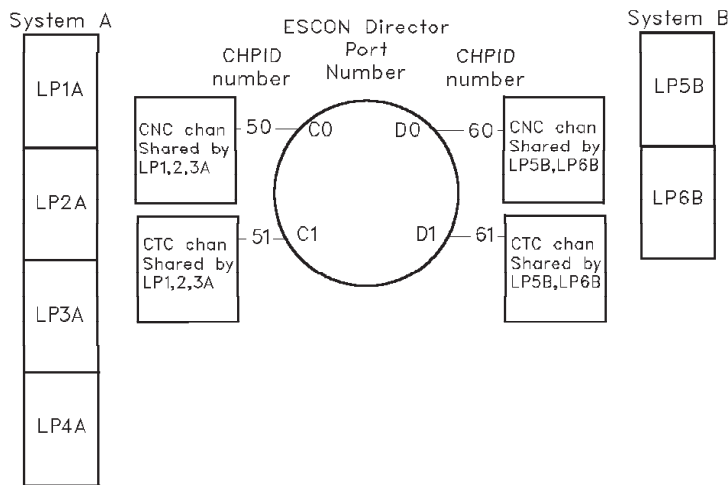 System A
ESCON Director
Port
Number
System B
CHPID
number
CHPID
number
LP1A
LP2A
LP3A
LP4A
CNC chan
Shared by
LP1,2,3A
50
C0
D0
60
CNC chan
Shared by
LP5B,LP6B
CTC chan
Shared by
LP1,2,3A
51
C1
D1
61
CTC chan
Shared by
LP5B,LP6B
LP5B
LP6B